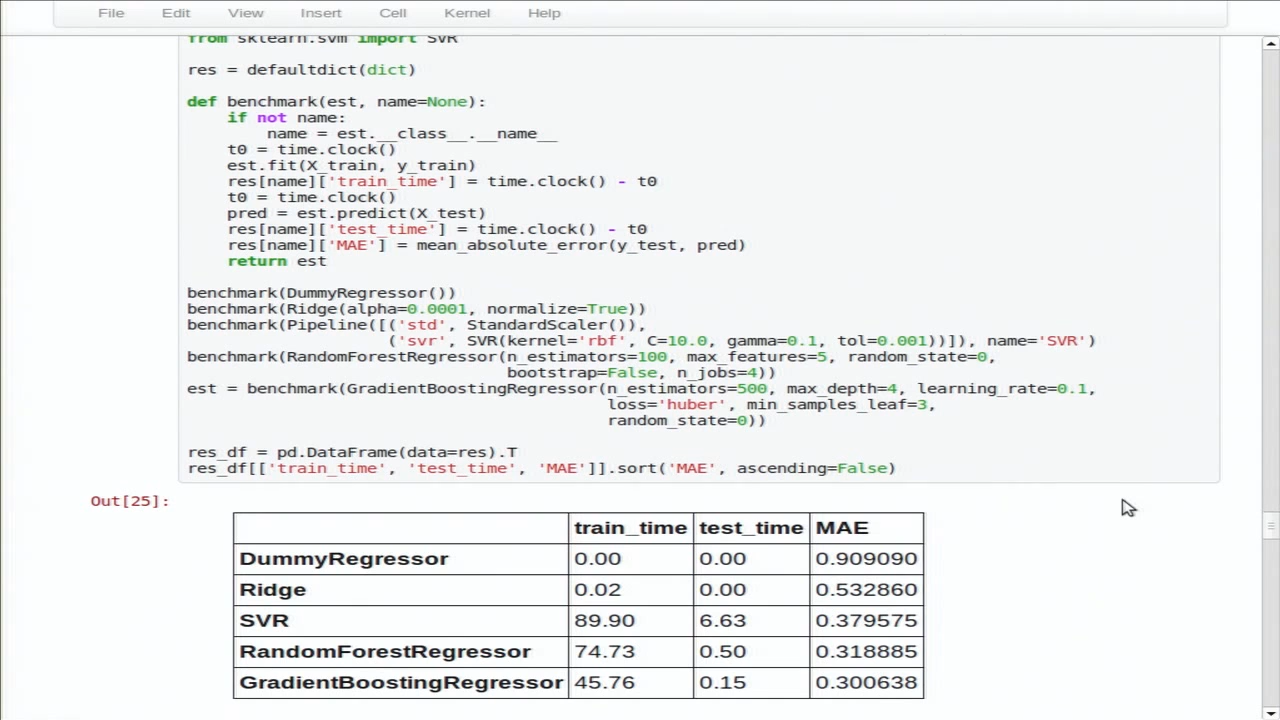 File Edit View Insert Cell Kernel Help
from sklearn.svm import SVR
res = defaultdict(dict)
def benchmark(est, name=None):
if not name:
name = est.__class__.__name__
t0 = time.clock()
est.fit(X_train, y_train)
res[name]['train_time'] = time.clock() - t0
t0 = time.clock()
pred = est.predict(X_test)
res[name]['test_time'] = time.clock() - t0
res[name]['MAE'] = mean_absolute_error(y_test, pred)
return est
benchmark(DummyRegressor())
benchmark(Ridge(alpha=0.0001, normalize=True))
benchmark(Pipeline([('std', StandardScaler()),
('svr', SVR(kernel='rbf', C=10.0, gamma=0.1, tol=0.001))]), name='SVR')
benchmark(RandomForestRegressor(n_estimators=100, max_features=5, random_state=0,
bootstrap=False, n_jobs=4))
est = benchmark(GradientBoostingRegressor(n_estimators=500, max_depth=4, learning_rate=0.1,
loss='huber', min_samples_leaf=3,
random_state=0))
res_df = pd.DataFrame(data=res).T
res_df[['train_time', 'test_time', 'MAE']].sort('MAE', ascending=False)
Out[25]:
train_time test_time MAE
DummyRegressor 0.00 0.00 0.909090
Ridge 0.02 0.00 0.532860
SVR 89.90 6.63 0.379575
RandomForestRegressor 74.73 0.50 0.318885
GradientBoostingRegressor 45.76 0.15 0.300638